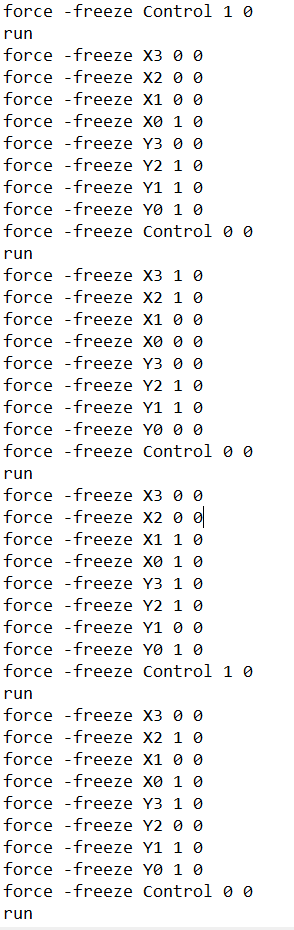 force -freeze Control 1 0
run
force -freeze X3 0 0
force -freeze X2 0 0
force -freeze X1 0 0
force -freeze X0 1 0
force -freeze Y3 0 0
force -freeze Y2 1 0
force -freeze Y1 1 0
force -freeze Y0 1 0
force -freeze Control 0 0
run
force -freeze X3 1 0
force -freeze X2 1 0
force -freeze X1 0 0
force -freeze X0 0 0
force -freeze Y3 0 0
force -freeze Y2 1 0
force -freeze Y1 1 0
force -freeze Y0 0 0
force -freeze Control 0 0
run
force -freeze X3 0 0
force -freeze X2 0 0
force -freeze X1 1 0
force -freeze X0 1 0
force -freeze Y3 1 0
force -freeze Y2 1 0
force -freeze Y1 0 0
force -freeze Y0 1 0
force -freeze Control 1 0
run
force -freeze X3 0 0
force -freeze X2 1 0
force -freeze X1 0 0
force -freeze X0 1 0
force -freeze Y3 1 0
force -freeze Y2 0 0
force -freeze Y1 1 0
force -freeze Y0 1 0
force -freeze Control 0 0
run